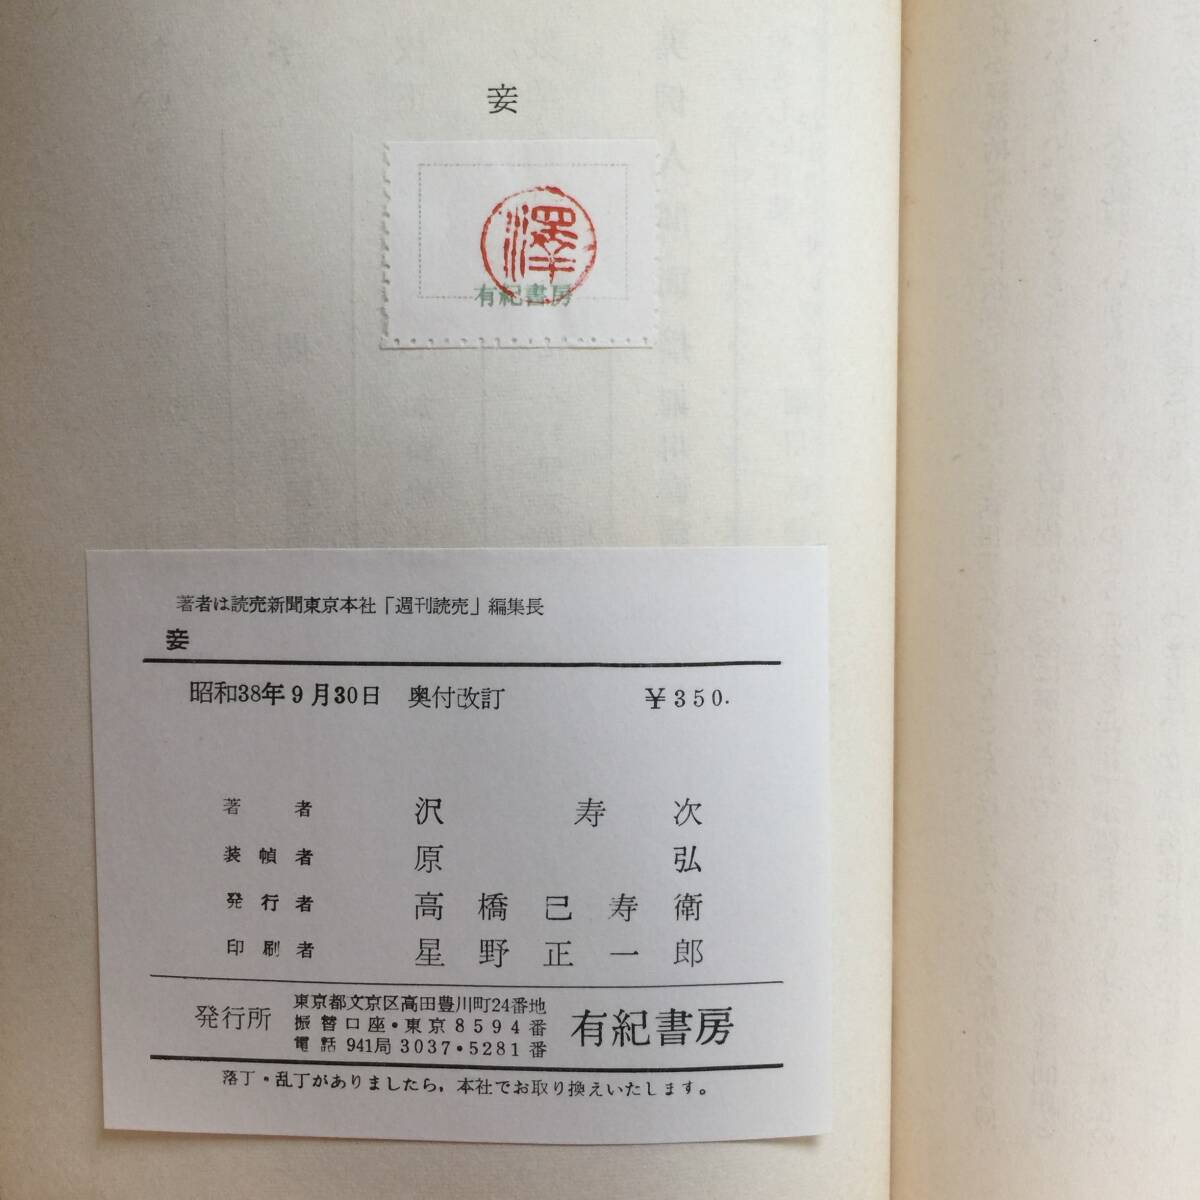 妾
澤
有紀書房
著者は読売新聞東京本社「週刊読売」編集長
妾
昭和38年9月30日 奥付改訂 ￥350.
著者 沢寿次
装幀者 原弘
発行者 高橋巳寿衛
印刷者 星野正一郎
発行所 東京都文京区高田豊川町24番地
振替口座・東京8594番
電話 941局 3037・5281番
有紀書房
落丁・乱丁がありましたら，本社でお取り換えいたします。